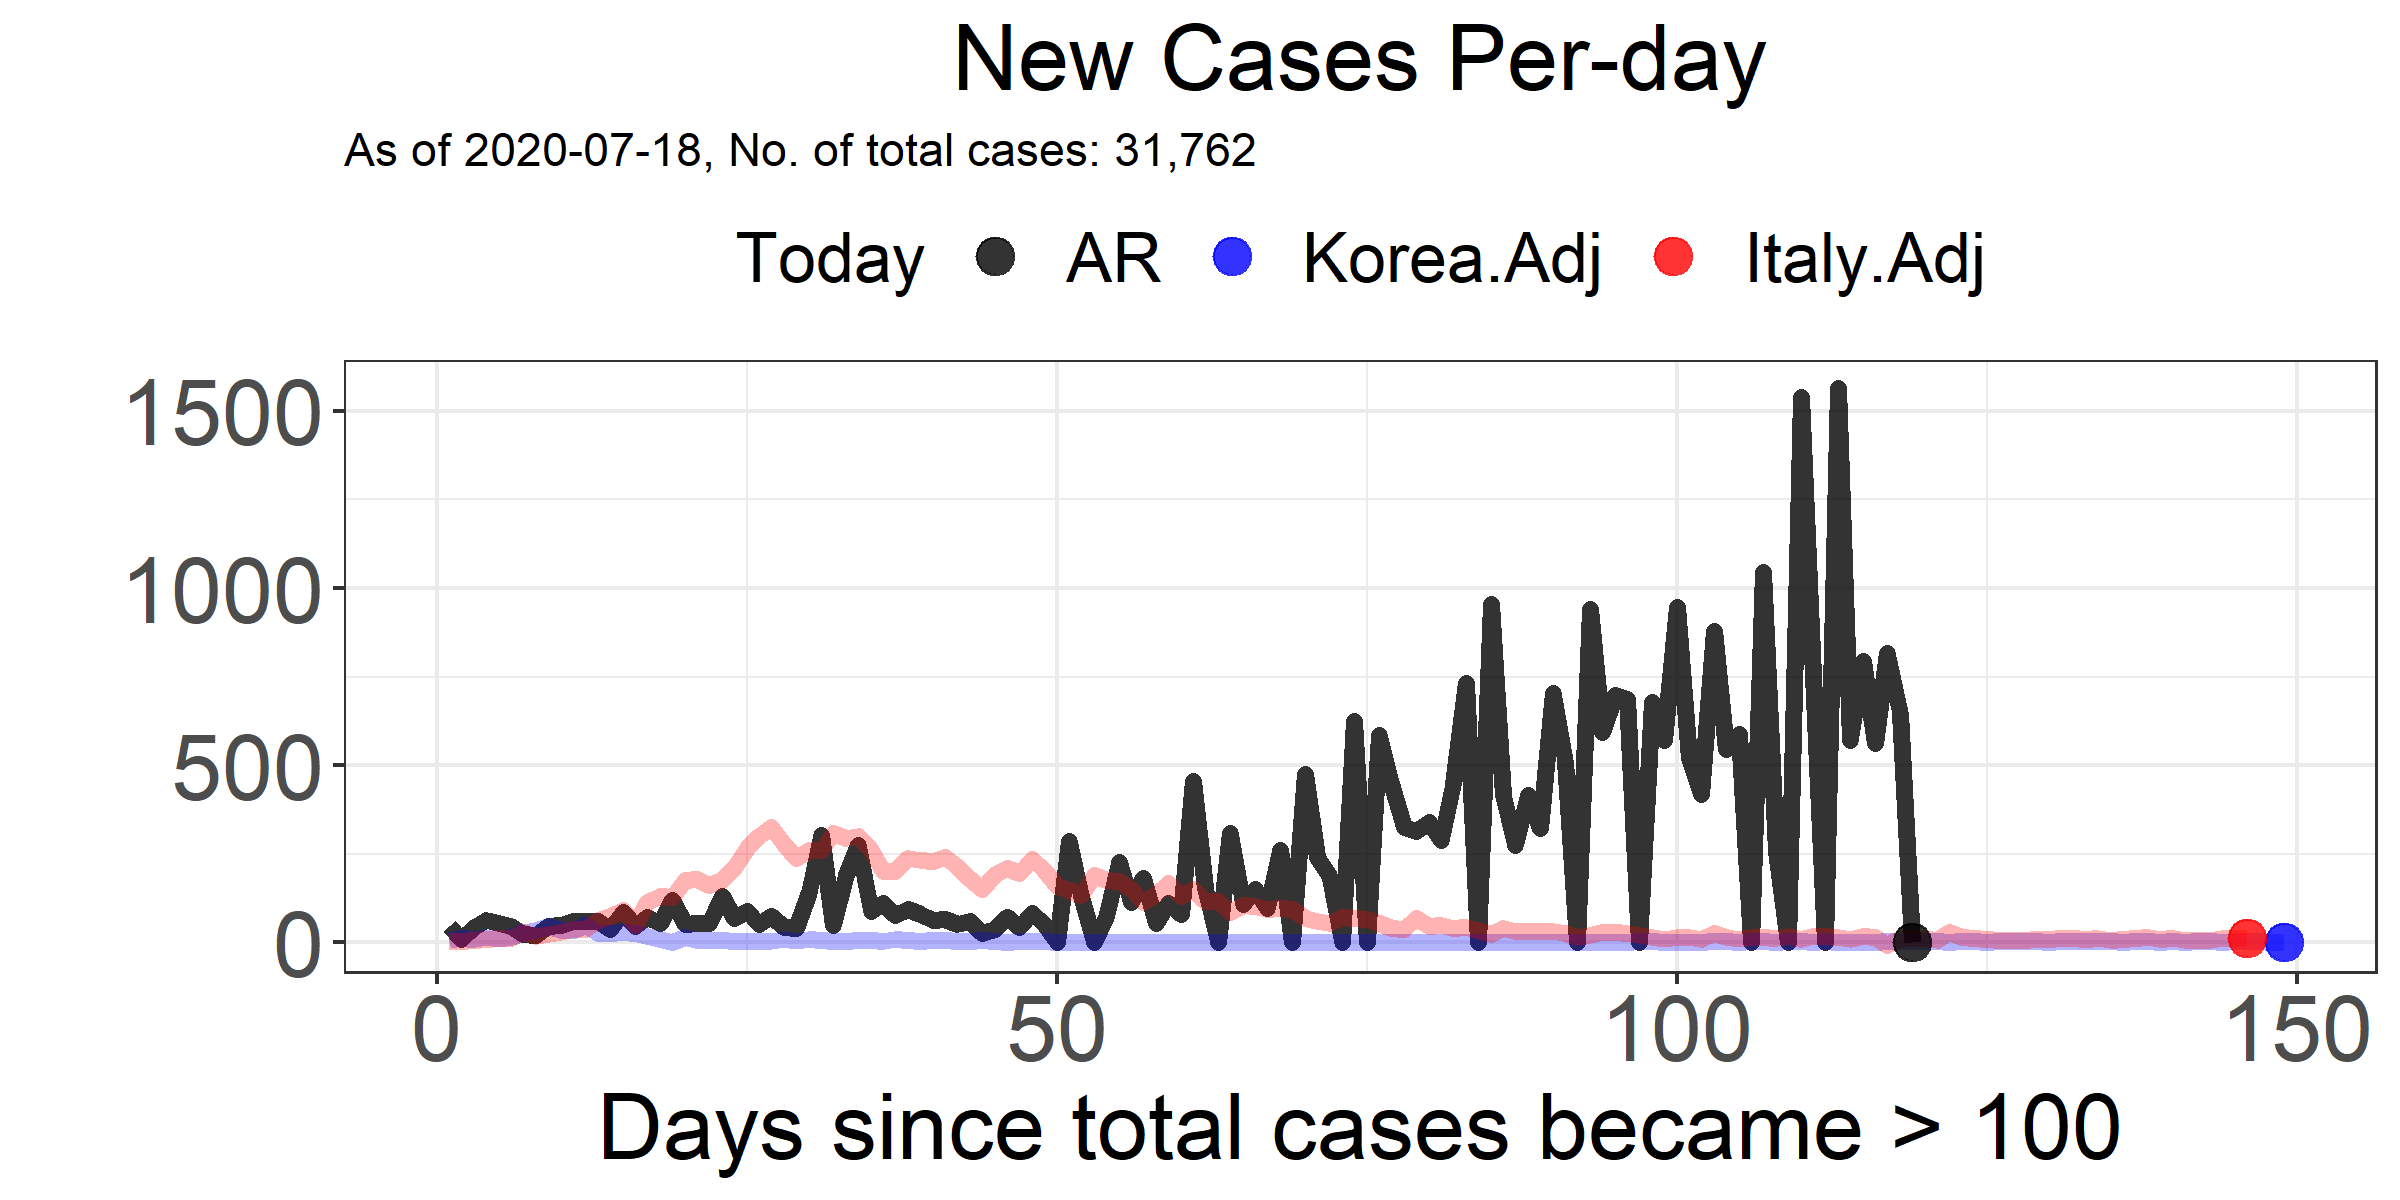 New Cases Per-day
As of 2020-07-18, No. of total cases: 31,762
Today AR Korea.Adj Italy.Adj
1500
1000
500
0
0 50 100 150
Days since total cases became > 100